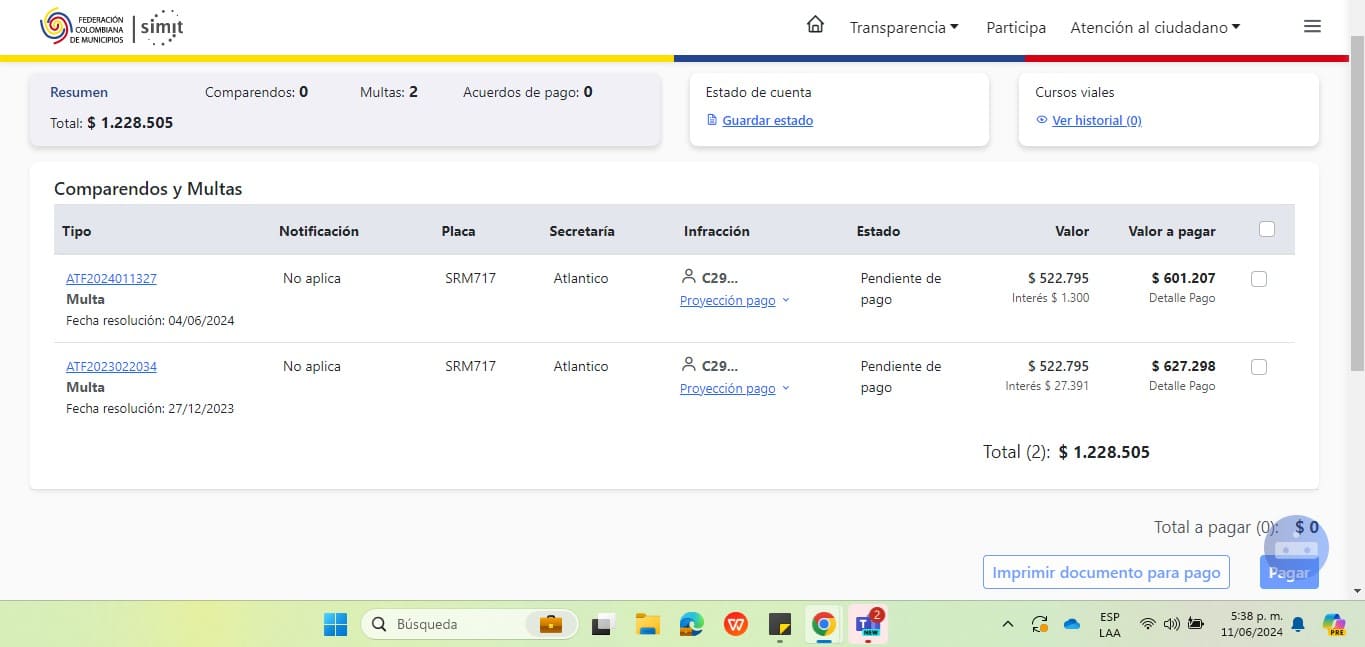 FEDERACIÓN
COLOMBIANA
DE MUNICIPIOS
simit
Transparencia
Participa
Atención al ciudadano
Resumen
Comparendos: 0
Multas: 2
Acuerdos de pago: 0
Total: $ 1.228.505
Estado de cuenta
Guardar estado
Cursos viales
Ver historial (0)
Comparendos y Multas
Tipo Notificación Placa Secretaría Infracción Estado Valor Valor a pagar
ATF2024011327 No aplica SRM717 Atlantico C29... Pendiente de $ 522.795 $ 601.207
Multa Proyección pago pago Interés $ 1.300 Detalle Pago
Fecha resolución: 04/06/2024
ATF2023022034 No aplica SRM717 Atlantico C29... Pendiente de $ 522.795 $ 627.298
Multa Proyección pago pago Interés $ 27.391 Detalle Pago
Fecha resolución: 27/12/2023
Total (2): $ 1.228.505
Total a pagar (0): $ 0
Imprimir documento para pago
Pagar
Búsqueda
W
2
T
NEW
ESP
LAA
5:38 p. m.
11/06/2024
PRE